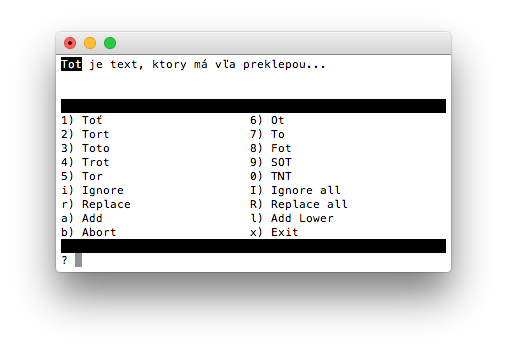 Tot je text, ktory má vľa preklepou...
1) Toť 6) Ot
2) Tort 7) To
3) Toto 8) Fot
4) Trot 9) SOT
5) Tor 0) TNT
i) Ignore I) Ignore all
r) Replace R) Replace all
a) Add l) Add Lower
b) Abort x) Exit
?